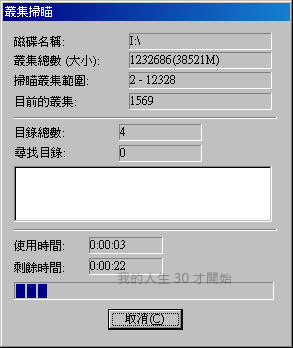 叢集掃瞄
磁碟名稱: I:\
叢集總數 (大小): 1232686(38521M)
掃瞄叢集範圍: 2 - 12328
目前的叢集: 1569
目錄總數: 4
尋找目錄: 0
使用時間: 0:00:03
剩餘時間: 0:00:22
我的人生 30 才開始
取消(C)